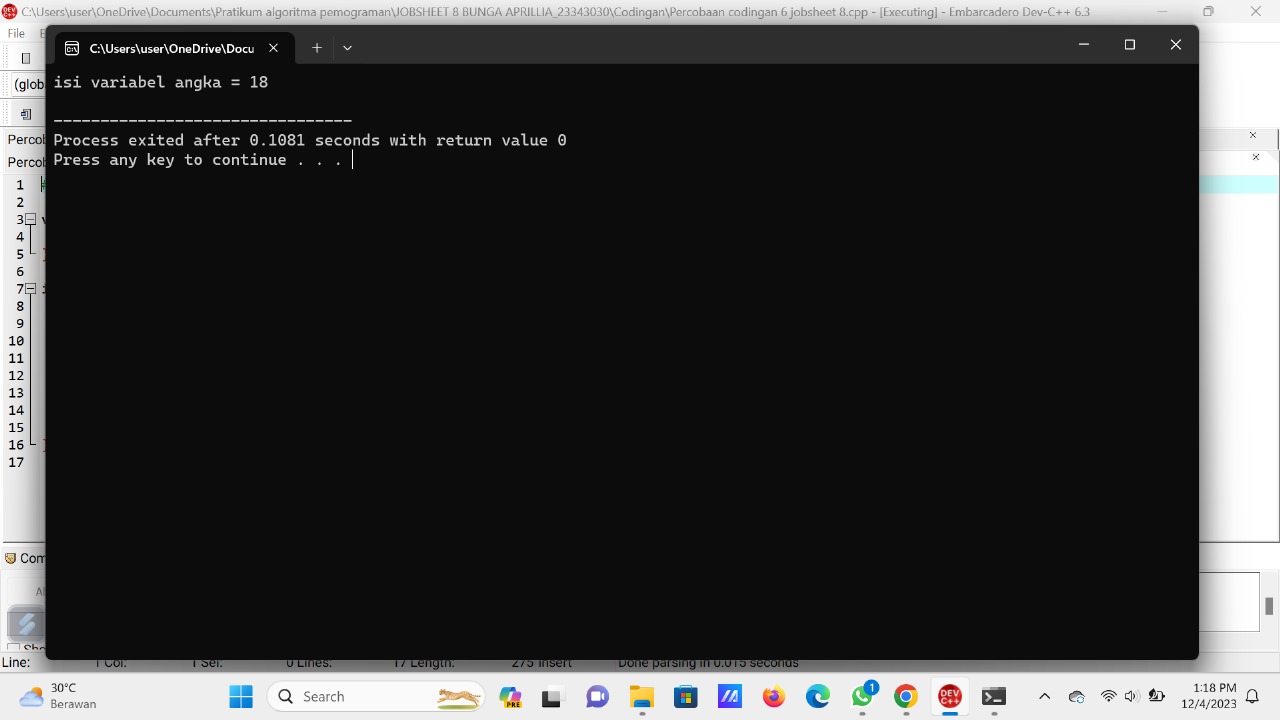 C:\Users\user\OneDrive\Documents\Pratikum algoritma pemograman\JOBSHEET 8 BUNGA APRILLIA_23343030\Codingan\Percobaan codingan 6 jobsheet 8.cpp - [Executing] - Embarcadero Dev-C++ 6.3
File
C:\Users\user\OneDrive\Docu
(globa
isi variabel angka = 18
--------------------------------
Process exited after 0.1081 seconds with return value 0
Press any key to continue . . .
Percob
Percob
1
2
3
4
5
6
7
8
9
10
11
12
13
14
15
16
17
Com
Line: 1 Col: 1 Sel: 0 Lines: 17 Length: 275 Insert Done parsing in 0.015 seconds
30°C
Berawan
Search
PRE
1
DEV C++
1:18 PM
12/4/2023